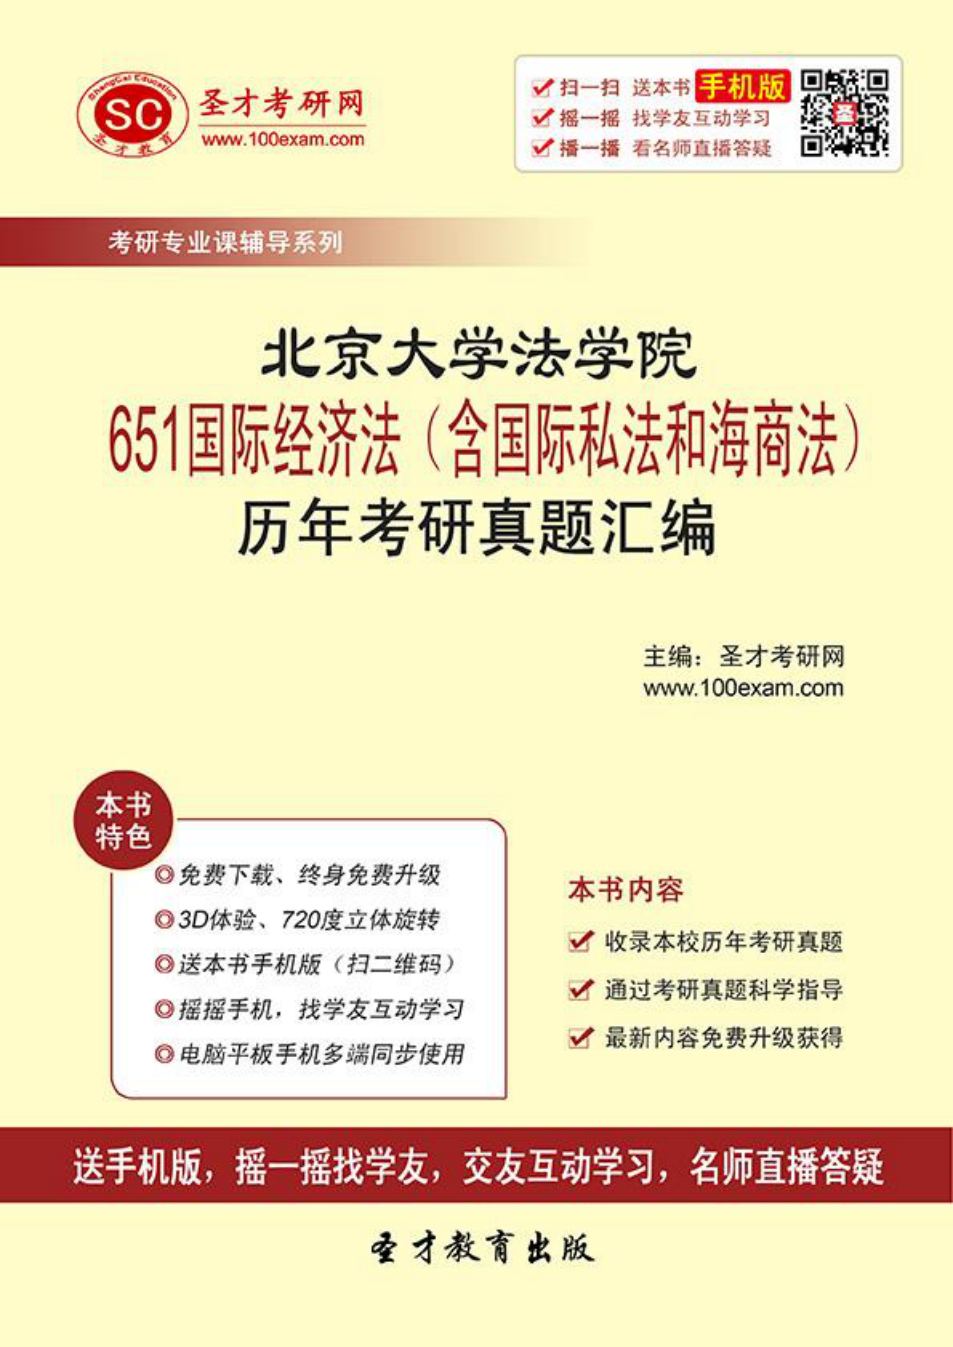 ShengCai Education
SC
圣才教育
圣才考研网
www.100exam.com
扫一扫 送本书 手机版
摇一摇 找学友互动学习
播一播 看名师直播答疑
圣
考研专业课辅导系列
北京大学法学院
651国际经济法（含国际私法和海商法）
历年考研真题汇编
主编：圣才考研网
www.100exam.com
本书
特色
◎免费下载、终身免费升级
◎3D体验、720度立体旋转
◎送本书手机版（扫二维码）
◎摇摇手机，找学友互动学习
◎电脑平板手机多端同步使用
本书内容
收录本校历年考研真题
通过考研真题科学指导
最新内容免费升级获得
送手机版，摇一摇找学友，交友互动学习，名师直播答疑
圣才教育出版